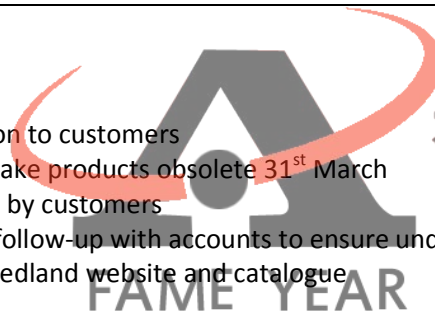 on to customers
ake products obsolete 31st March
by customers
follow-up with accounts to ensure
edland website and catalogue
FAME YEAR